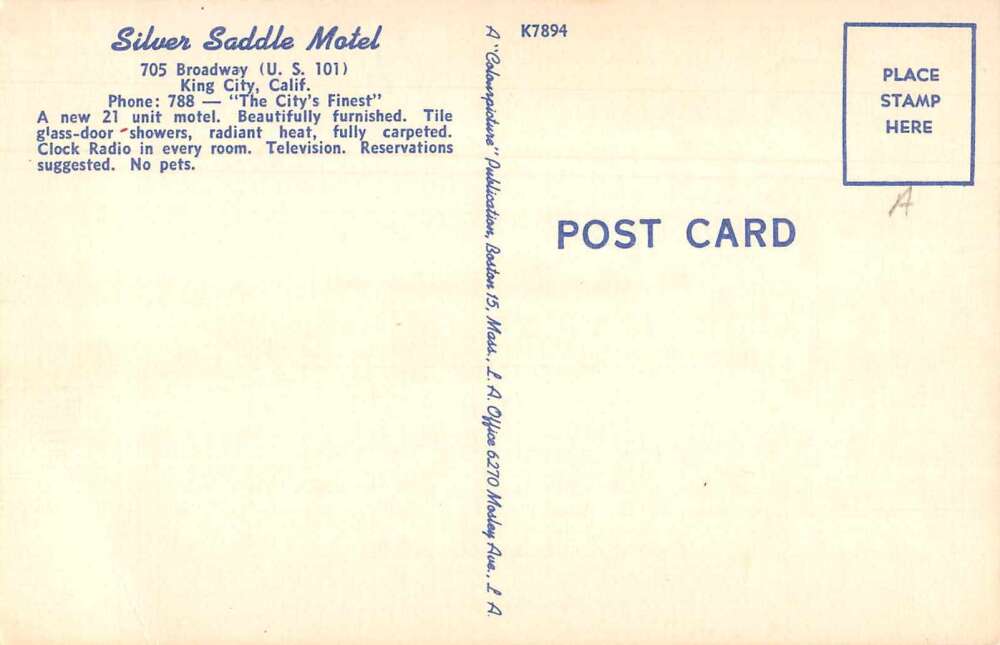 Silver Saddle Motel
705 Broadway (U. S. 101)
King City, Calif.
Phone: 788 — "The City's Finest"
A new 21 unit motel. Beautifully furnished. Tile
glass-door showers, radiant heat, fully carpeted.
Clock Radio in every room. Television. Reservations
suggested. No pets.
A "Colourpicture" Publication, Boston 15, Mass., L. A. Office 6270 Mosley Ave., L A.
K7894
PLACE
STAMP
HERE
A
POST CARD